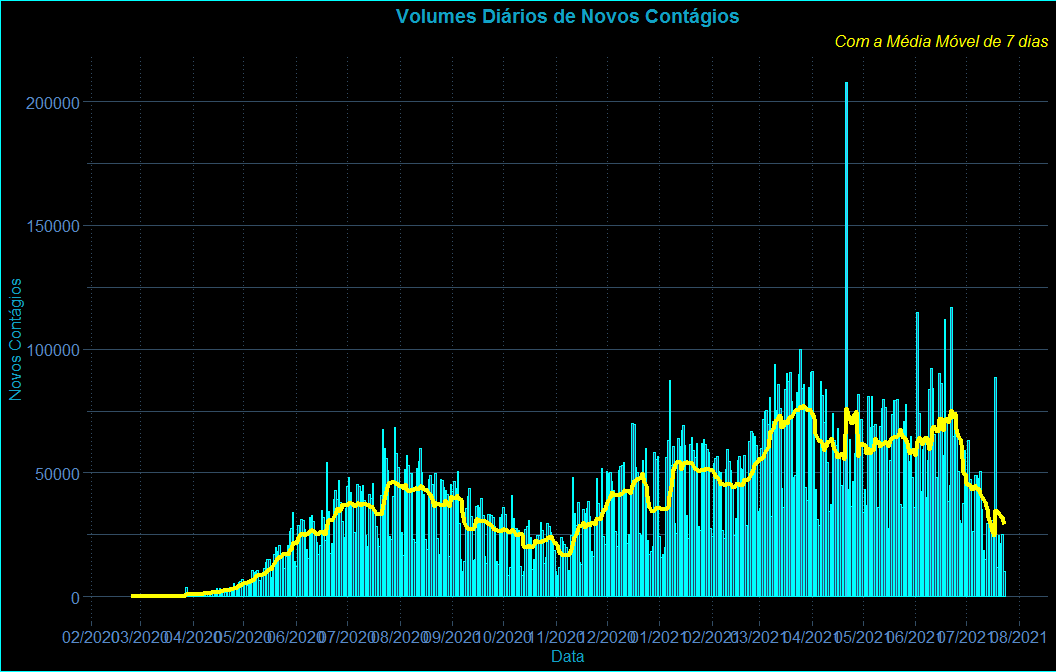 Volumes Diários de Novos Contágios
Com a Média Móvel de 7 dias
200000
150000
100000
50000
0
Novos Contágios
02/2020 03/2020 04/2020 05/2020 06/2020 07/2020 08/2020 09/2020 10/2020 11/2020 12/2020 01/2021 02/2021 03/2021 04/2021 05/2021 06/2021 07/2021 08/2021
Data